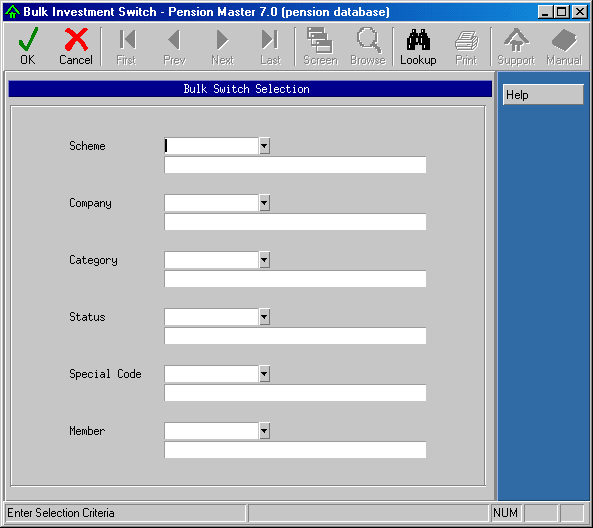 Bulk Investment Switch - Pension Master 7.0 (pension database)
OK Cancel First Prev Next Last Screen Browse Lookup Print Support Manual
Bulk Switch Selection
Help
Scheme
Company
Category
Status
Special Code
Member
Enter Selection Criteria NUM